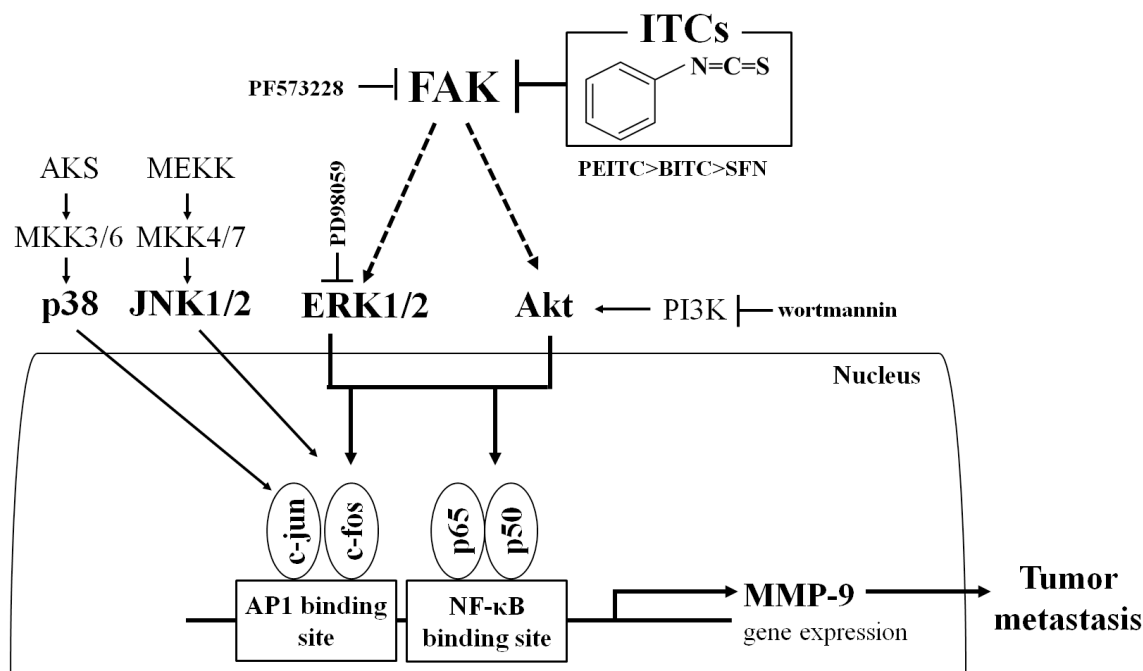 ITCs
N=C=S
PF573228
FAK
PEITC>BITC>SFN
AKS
MEKK
PD98059
MKK3/6
MKK4/7
p38
JNK1/2
ERK1/2
Akt
PI3K
wortmannin
Nucleus
c-jun
c-fos
p65
p50
AP1 binding
site
NF-κB
binding site
MMP-9
gene expression
Tumor
metastasis